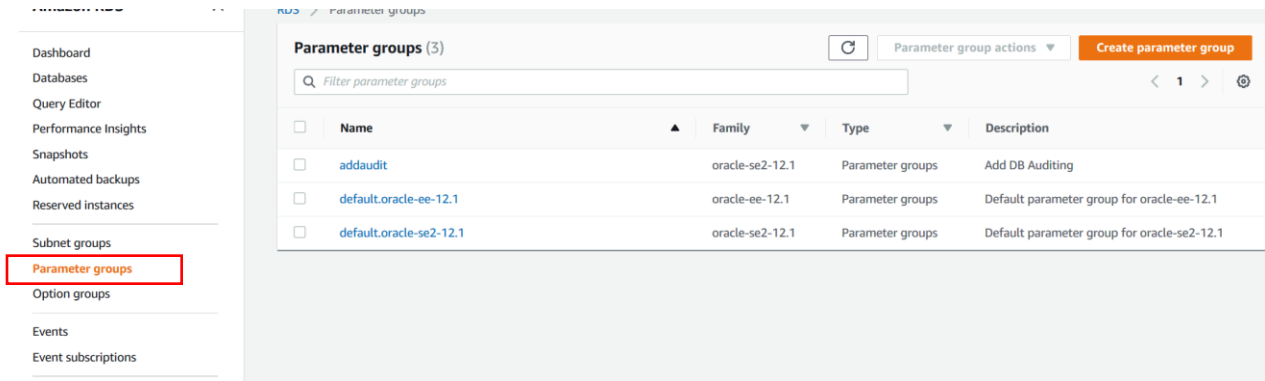 RDS > Parameter groups
Dashboard
Databases
Query Editor
Performance Insights
Snapshots
Automated backups
Reserved instances
Subnet groups
Parameter groups
Option groups
Events
Event subscriptions
Parameter groups (3)
Parameter group actions
Create parameter group
Filter parameter groups
1
Name Family Type Description
addaudit oracle-se2-12.1 Parameter groups Add DB Auditing
default.oracle-ee-12.1 oracle-ee-12.1 Parameter groups Default parameter group for oracle-ee-12.1
default.oracle-se2-12.1 oracle-se2-12.1 Parameter groups Default parameter group for oracle-se2-12.1